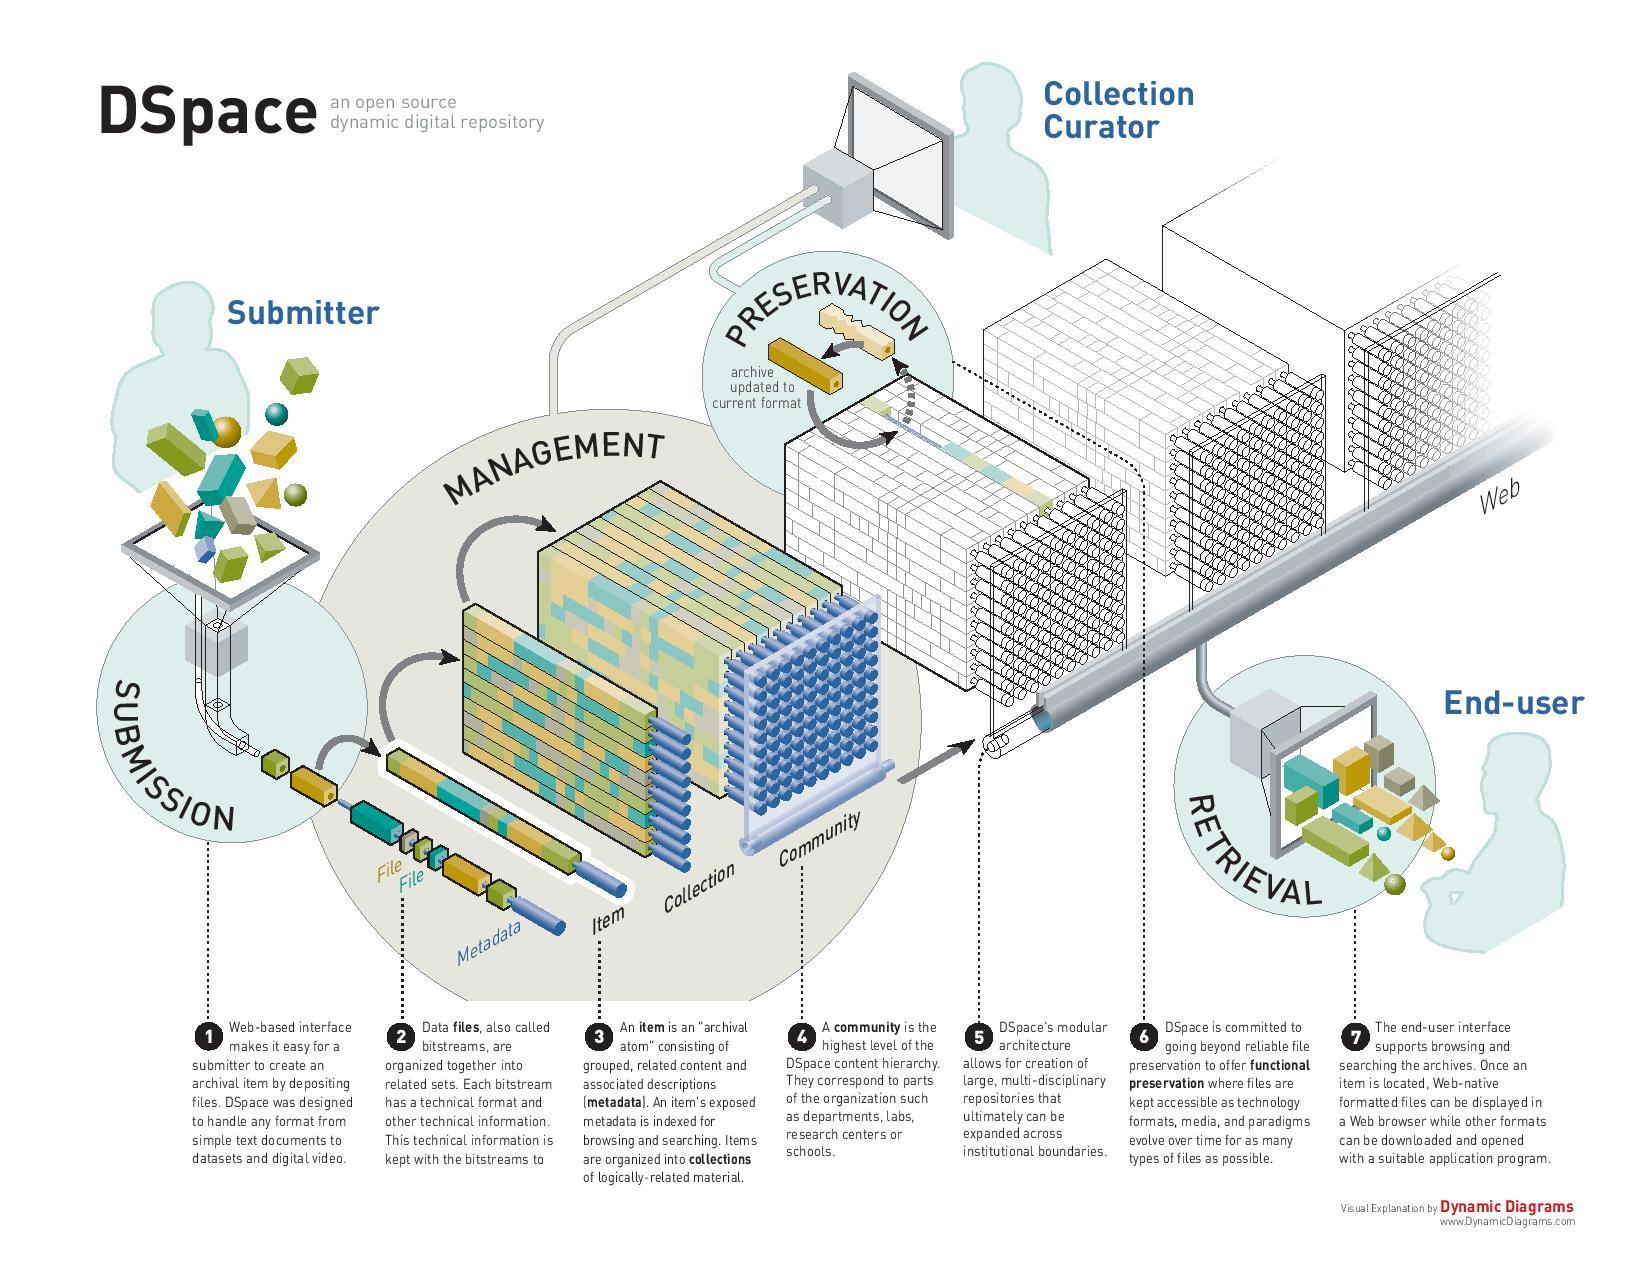 DSpace
an open source
dynamic digital repository
Collection
Curator
Submitter
PRESERVATION
archive
updated to
current format
MANAGEMENT
Web
SUBMISSION
End-user
RETRIEVAL
File
File
Metadata
Item
Collection
Community
1 Web-based interface
makes it easy for a
submitter to create an
archival item by depositing
files. DSpace was designed
to handle any format from
simple text documents to
datasets and digital video.
2 Data files, also called
bitstreams, are
organized together into
related sets. Each bitstream
has a technical format and
other technical information.
This technical information is
kept with the bitstreams to
3 An item is an "archival
atom" consisting of
grouped, related content and
associated descriptions
(metadata). An item's exposed
metadata is indexed for
browsing and searching. Items
are organized into collections
of logically-related material.
4 A community is the
highest level of the
DSpace content hierarchy.
They correspond to parts
of the organization such
as departments, labs,
research centers or
schools.
5 DSpace's modular
architecture
allows for creation of
large, multi-disciplinary
repositories that
ultimately can be
expanded across
institutional boundaries.
6 DSpace is committed to
going beyond reliable file
preservation to offer functional
preservation where files are
kept accessible as technology
formats, media, and paradigms
evolve over time for as many
types of files as possible.
7 The end-user interface
supports browsing and
searching the archives. Once an
item is located, Web-native
formatted files can be displayed in
a Web browser while other formats
can be downloaded and opened
with a suitable application program.
Visual Explanation by Dynamic Diagrams
www.DynamicDiagrams.com